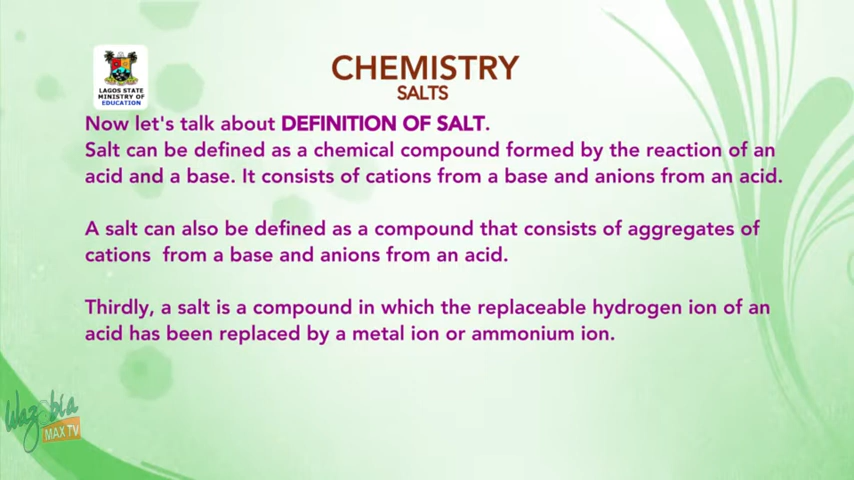 CHEMISTRY
SALTS
LAGOS STATE
MINISTRY OF
EDUCATION
Now let's talk about DEFINITION OF SALT.
Salt can be defined as a chemical compound formed by the reaction of an
acid and a base. It consists of cations from a base and anions from an acid.
A salt can also be defined as a compound that consists of aggregates of
cations from a base and anions from an acid.
Thirdly, a salt is a compound in which the replaceable hydrogen ion of an
acid has been replaced by a metal ion or ammonium ion.
Wazobia
MAX TV